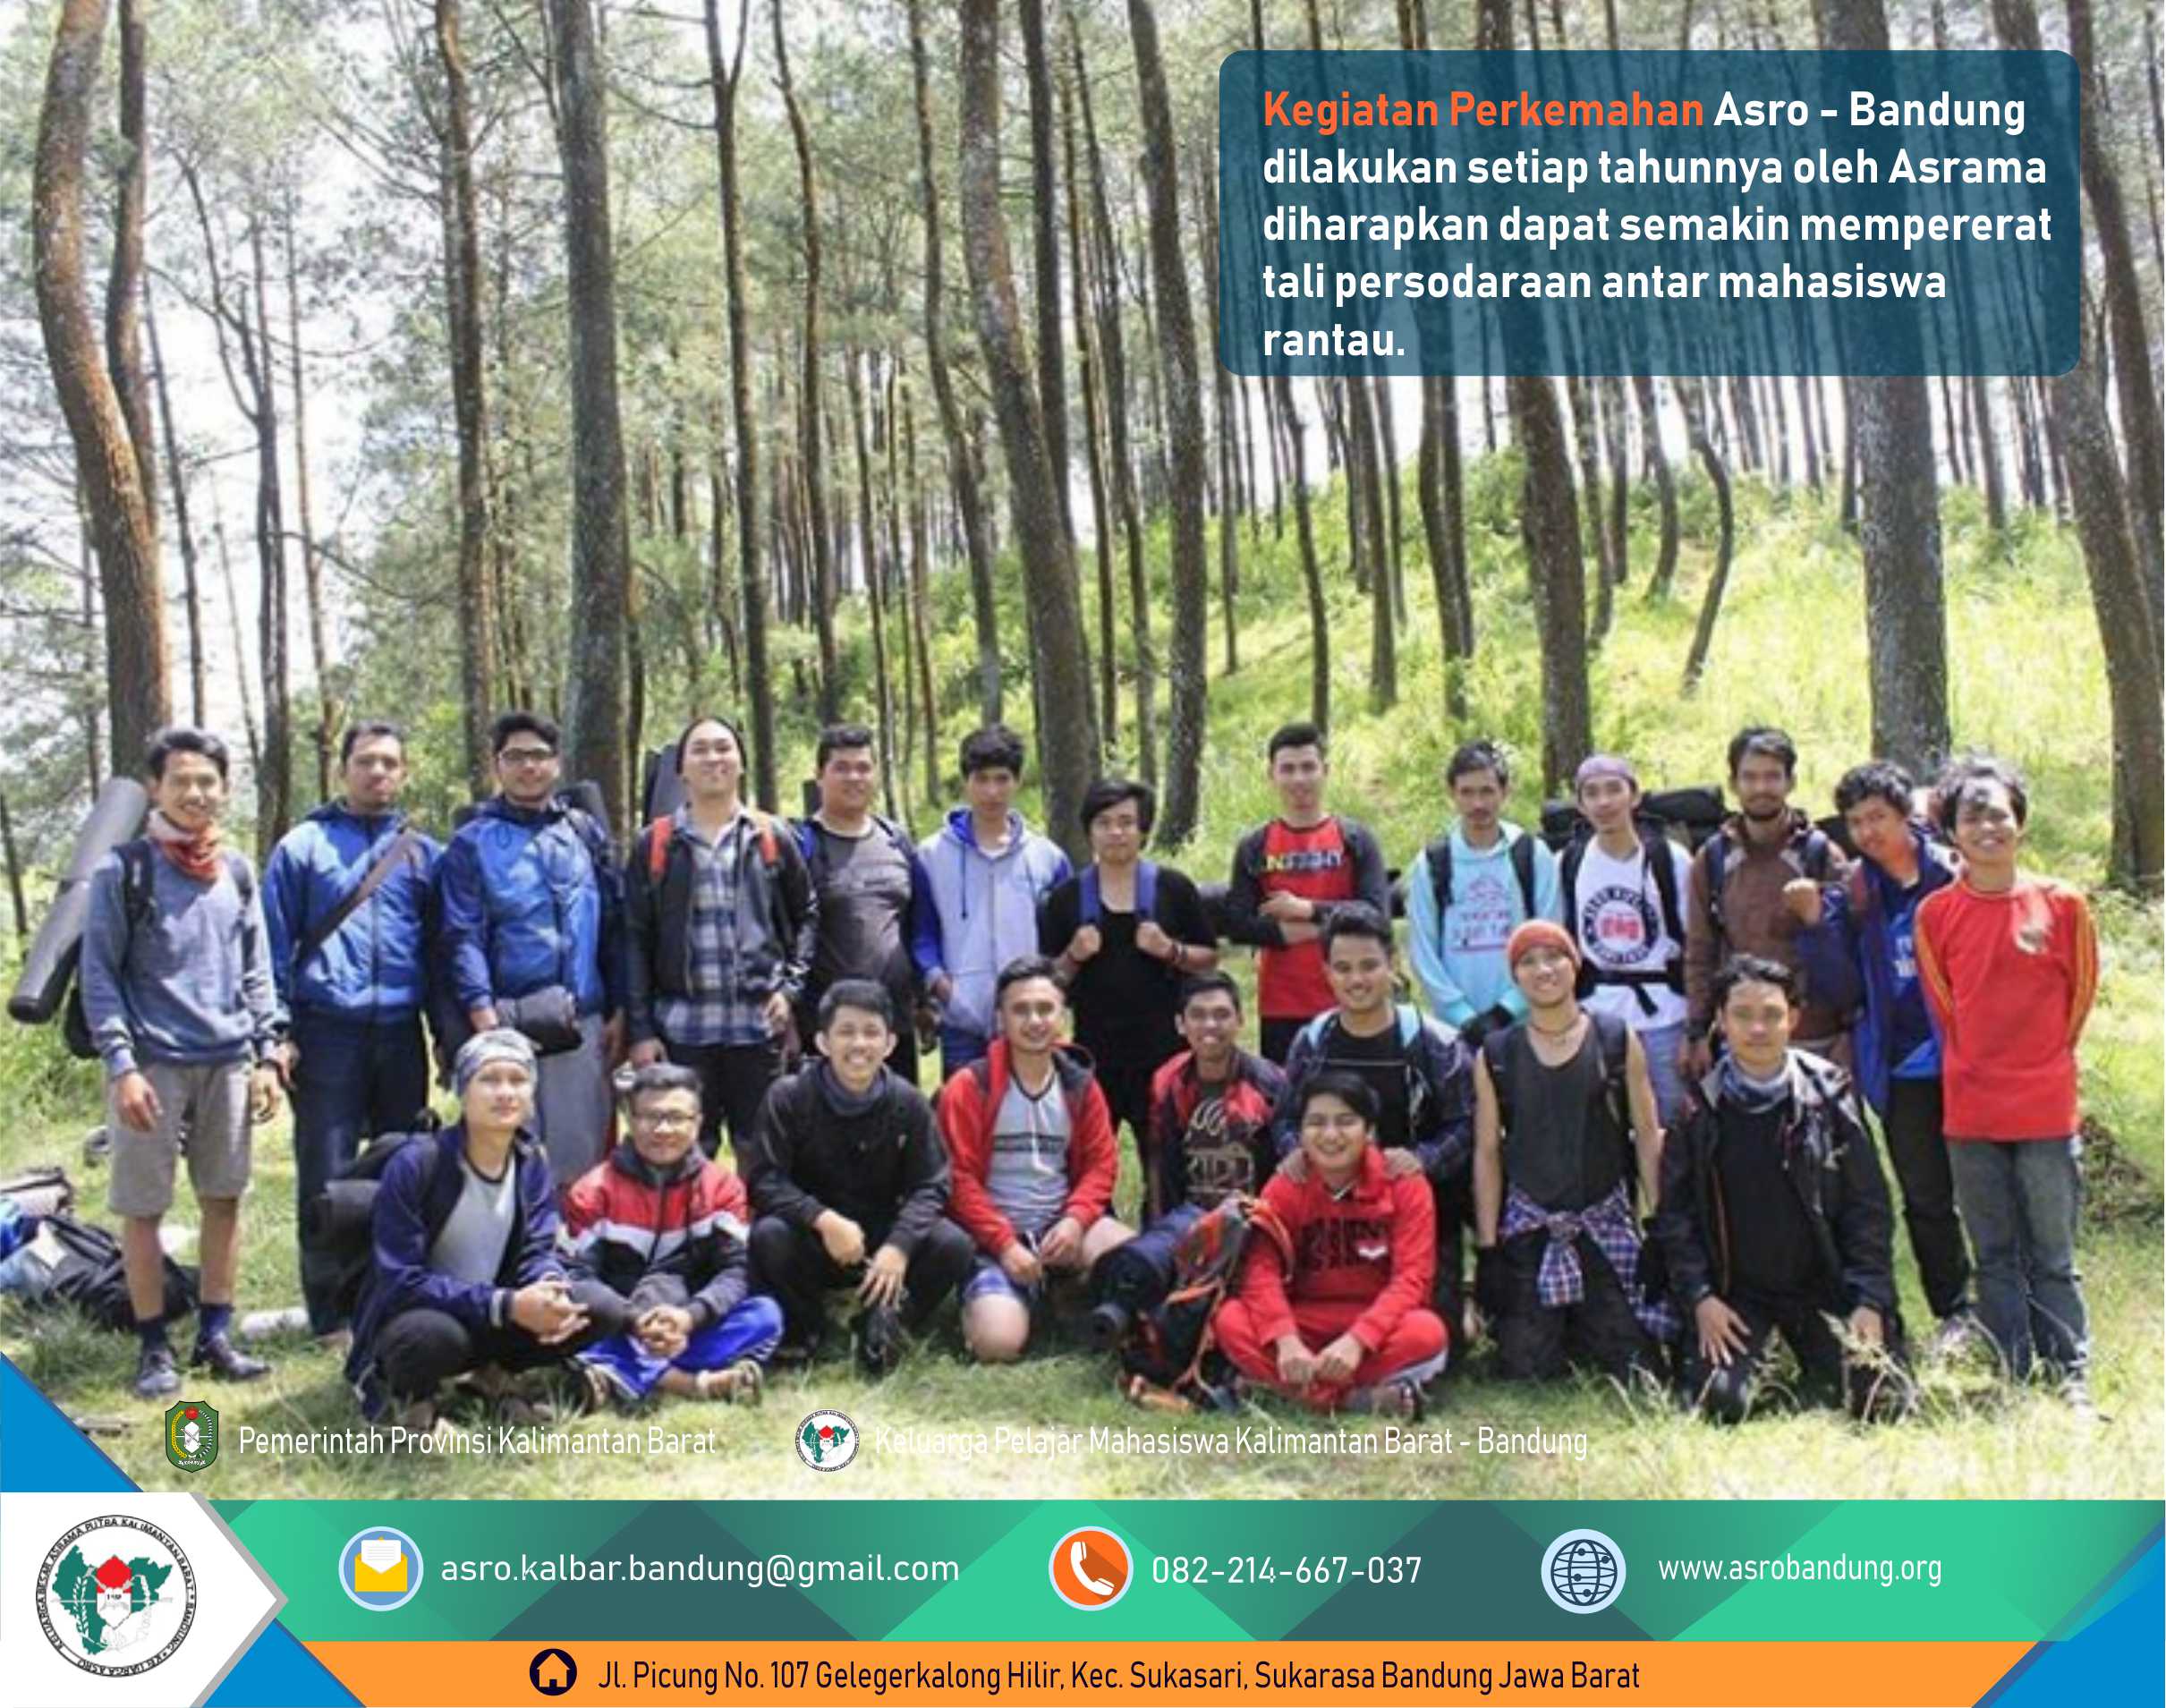 Kegiatan Perkemahan Asro - Bandung
dilakukan setiap tahunnya oleh Asrama
diharapkan dapat semakin mempererat
tali persodaraan antar mahasiswa
rantau.
Pemerintah Provinsi Kalimantan Barat
Keluarga Pelajar Mahasiswa Kalimantan Barat - Bandung
asro.kalbar.bandung@gmail.com
082-214-667-037
www.asrobandung.org
Jl. Picung No. 107 Gelegerkalong Hilir, Kec. Sukasari, Sukarasa Bandung Jawa Barat